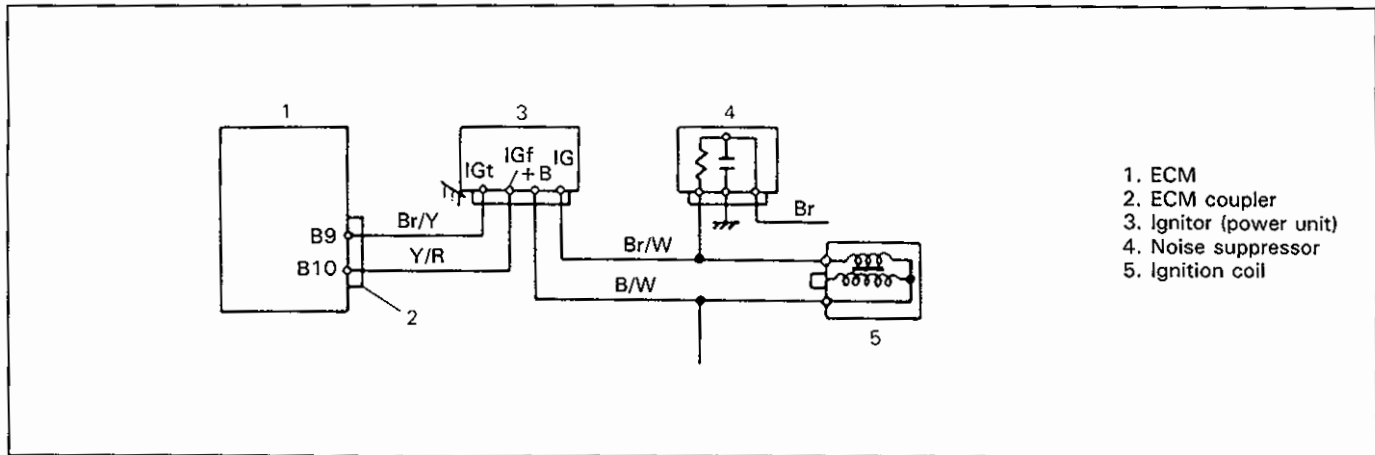 1
3
4
IGt
IGf
+B
IG
B9
Br/Y
B10
Y/R
2
Br/W
B/W
Br
5
1. ECM
2. ECM coupler
3. Ignitor (power unit)
4. Noise suppressor
5. Ignition coil